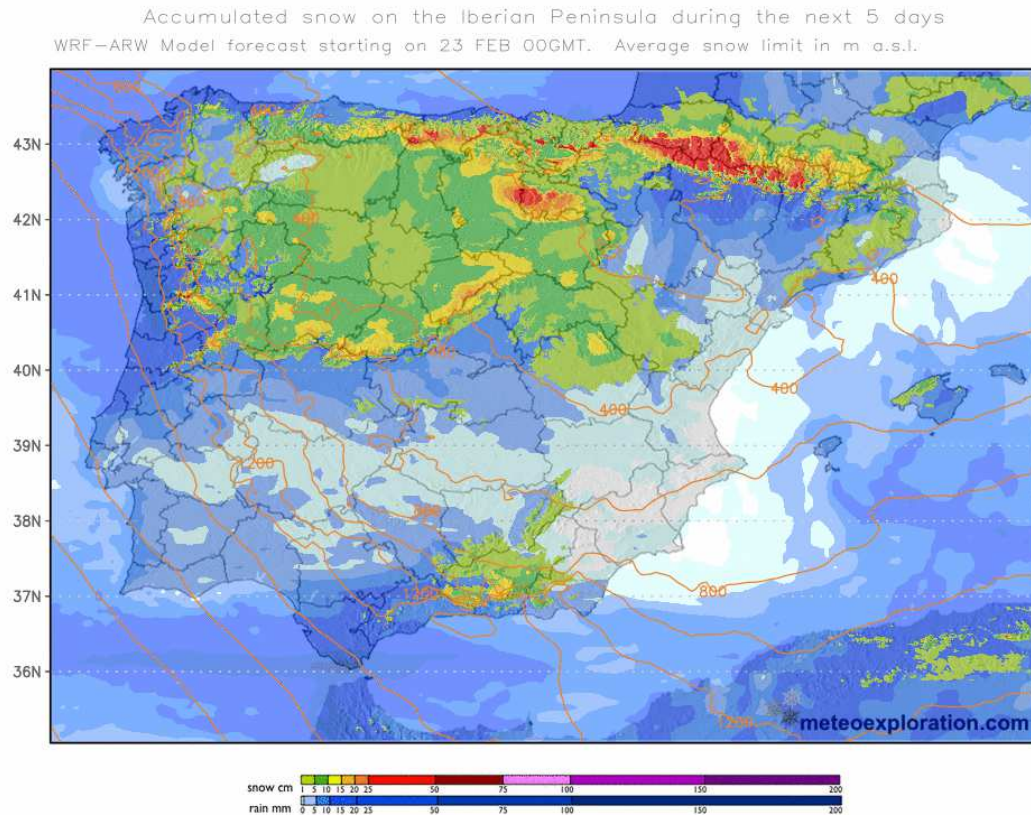 Accumulated snow on the Iberian Peninsula during the next 5 days
WRF-ARW Model forecast starting on 23 FEB 00GMT. Average snow limit in m a.s.l.
43N
42N
400
41N
400
40N
400
400
39N
1200
38N
37N
800
36N
1200
meteoexploration.com
snow cm 1 5 10 15 20 25 50 75 100 150 200
rain mm 0 5 10 15 20 25 50 75 100 150 200